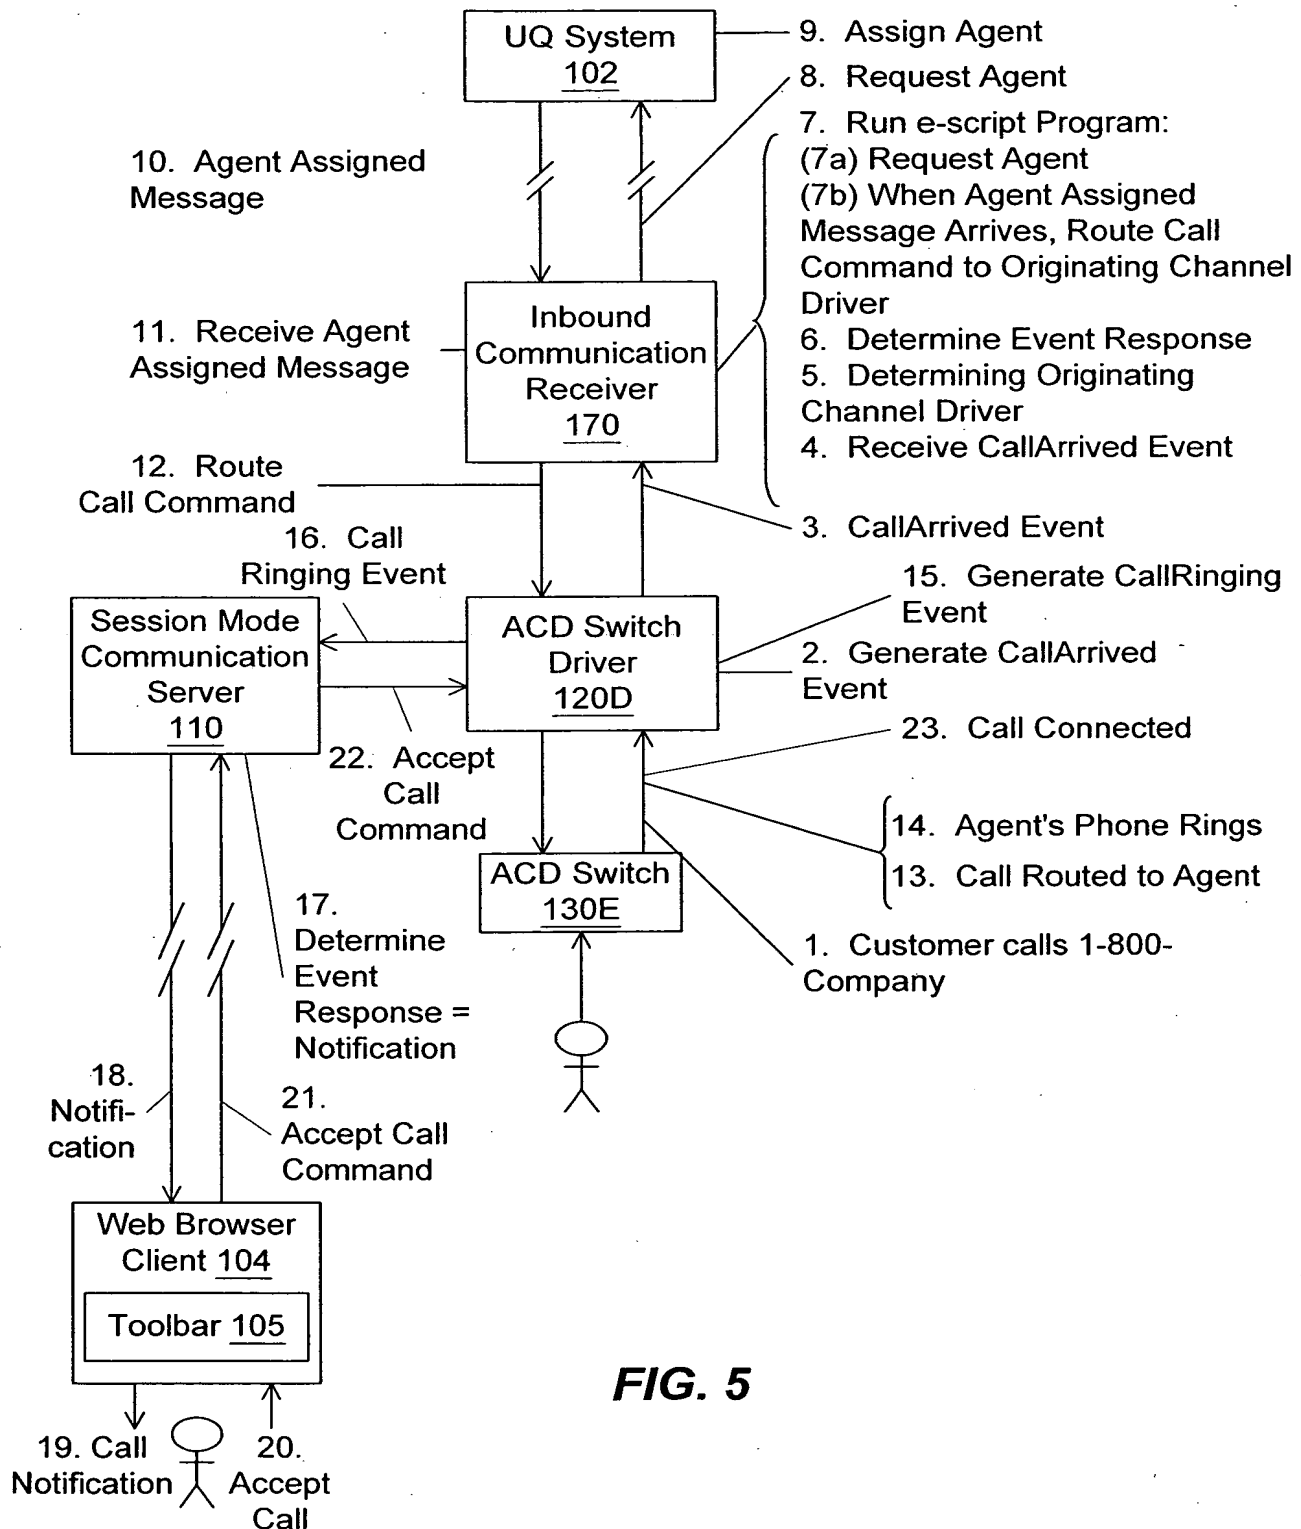 UQ System
102
9. Assign Agent
8. Request Agent
7. Run e-script Program:
(7a) Request Agent
(7b) When Agent Assigned
Message Arrives, Route Call
Command to Originating Channel
Driver
6. Determine Event Response
5. Determining Originating
Channel Driver
4. Receive CallArrived Event
10. Agent Assigned
Message
11. Receive Agent
Assigned Message
Inbound
Communication
Receiver
170
12. Route
Call Command
3. CallArrived Event
16. Call
Ringing Event
15. Generate CallRinging
Event
2. Generate CallArrived
Event
Session Mode
Communication
Server
110
ACD Switch
Driver
120D
22. Accept
Call
Command
23. Call Connected
14. Agent's Phone Rings
13. Call Routed to Agent
ACD Switch
130E
1. Customer calls 1-800-
Company
17.
Determine
Event
Response =
Notification
18.
Notifi-
cation
21.
Accept Call
Command
Web Browser
Client 104
Toolbar 105
19. Call
Notification
20.
Accept
Call
FIG. 5